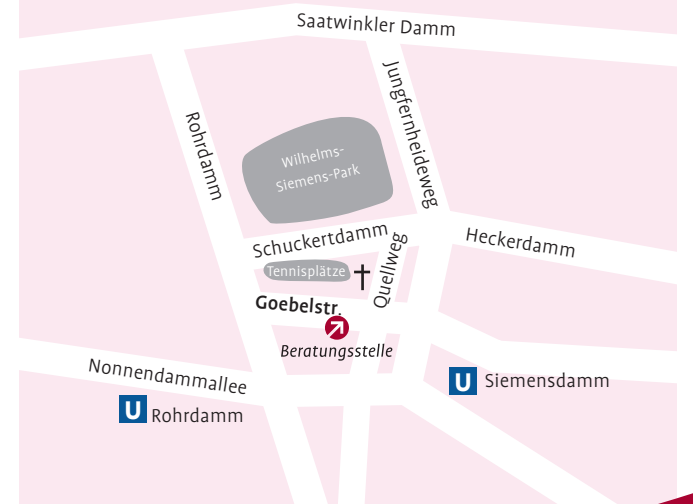 Saatwinkler Damm
Jungfernheideweg
Rohrdamm
Wilhelms-
Siemens-Park
Schuckertdamm
Heckerdamm
Quellweg
Tennisplätze
Goebelstr.
Beratungsstelle
Nonnendammallee
U Siemensdamm
U Rohrdamm